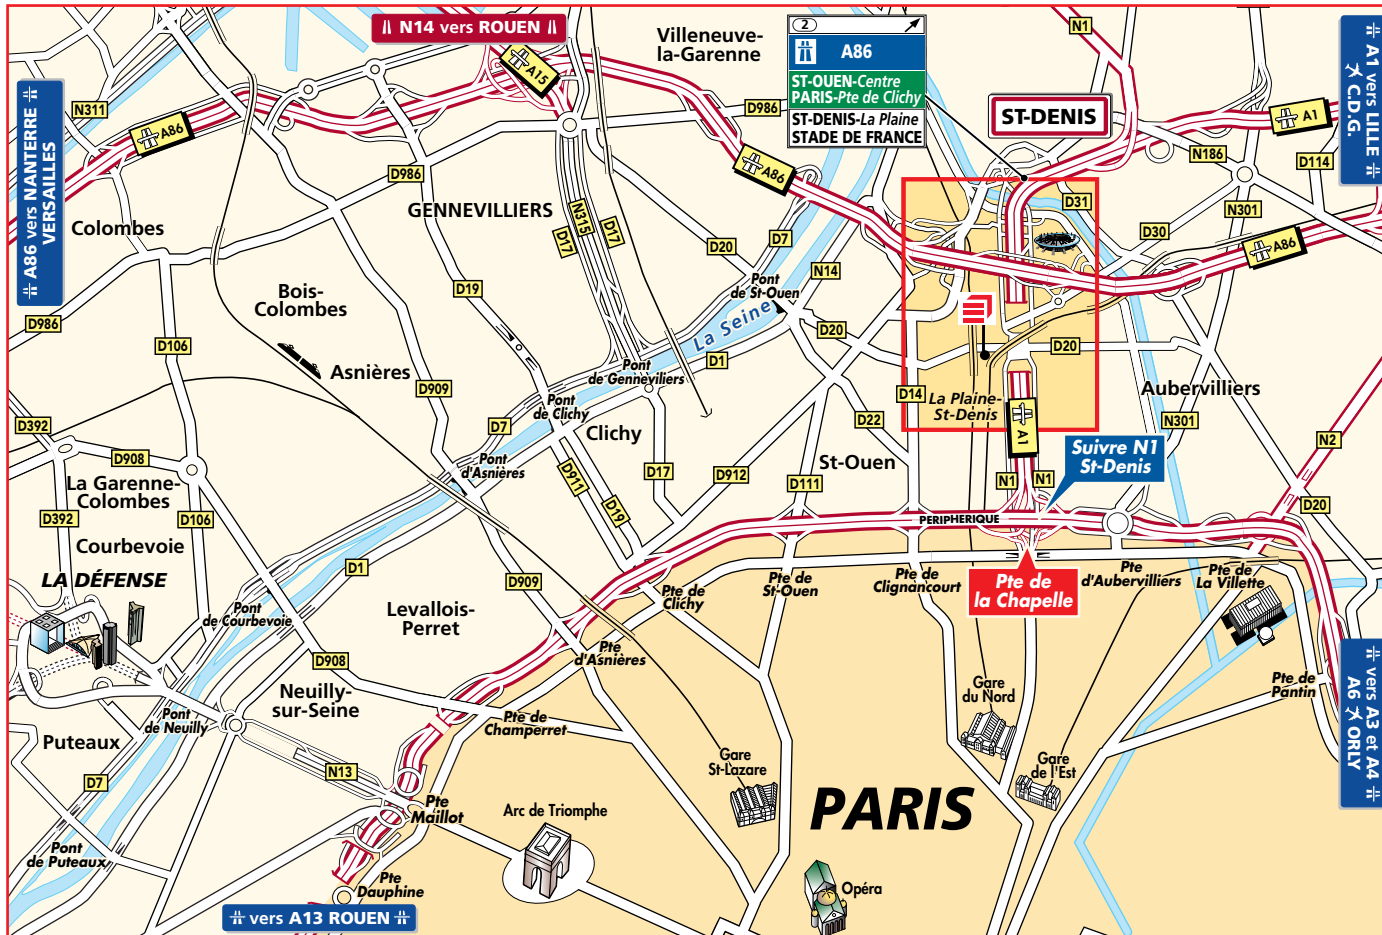 N14 vers ROUEN
Villeneuve-
la-Garenne
2
A86
ST-OUEN-Centre
PARIS-Pte de Clichy
ST-DENIS-La Plaine
STADE DE FRANCE
N1
A1 vers LILLE
C.D.G.
ST-DENIS
A15
N311
A86
D986
A1
N186
D114
A86 vers NANTERRE
VERSAILLES
D986
A86
Colombes
GENNEVILLIERS
N315
D17
D17
D7
D20
D31
N301
D30
A86
Bois-
Colombes
D19
Pont
de St-Ouen
N14
La Seine
D986
D106
D20
D1
D20
Asnières
Pont
de Genneviliers
D909
D14
La Plaine-
St-Denis
Aubervilliers
Pont
de Clichy
D392
D7
Clichy
D22
A1
N301
N2
D908
Pont
d'Asnières
D911
D17
D912
St-Ouen
D111
Suivre N1
St-Denis
N1
N1
La Garenne-
Colombes
D392
D106
D19
PERIPHERIQUE
D20
Courbevoie
LA DÉFENSE
D1
D909
Pte de
Clichy
Pte de
St-Ouen
Pte de
Clignancourt
Pte de
la Chapelle
Pte
d'Aubervilliers
Pte de
La Villette
Pont
de Courbevoie
Levallois-
Perret
Pte
d'Asnières
D908
Neuilly-
sur-Seine
Pont
de Neuilly
Pte de
Champerret
Gare
du Nord
Pte de
Pantin
vers A3 et A4
A6 ORLY
Puteaux
D7
N13
Gare
St-Lazare
Gare
de l'Est
Pte
Maillot
Arc de Triomphe
PARIS
Pont
de Puteaux
Pte
Dauphine
Opéra
vers A13 ROUEN